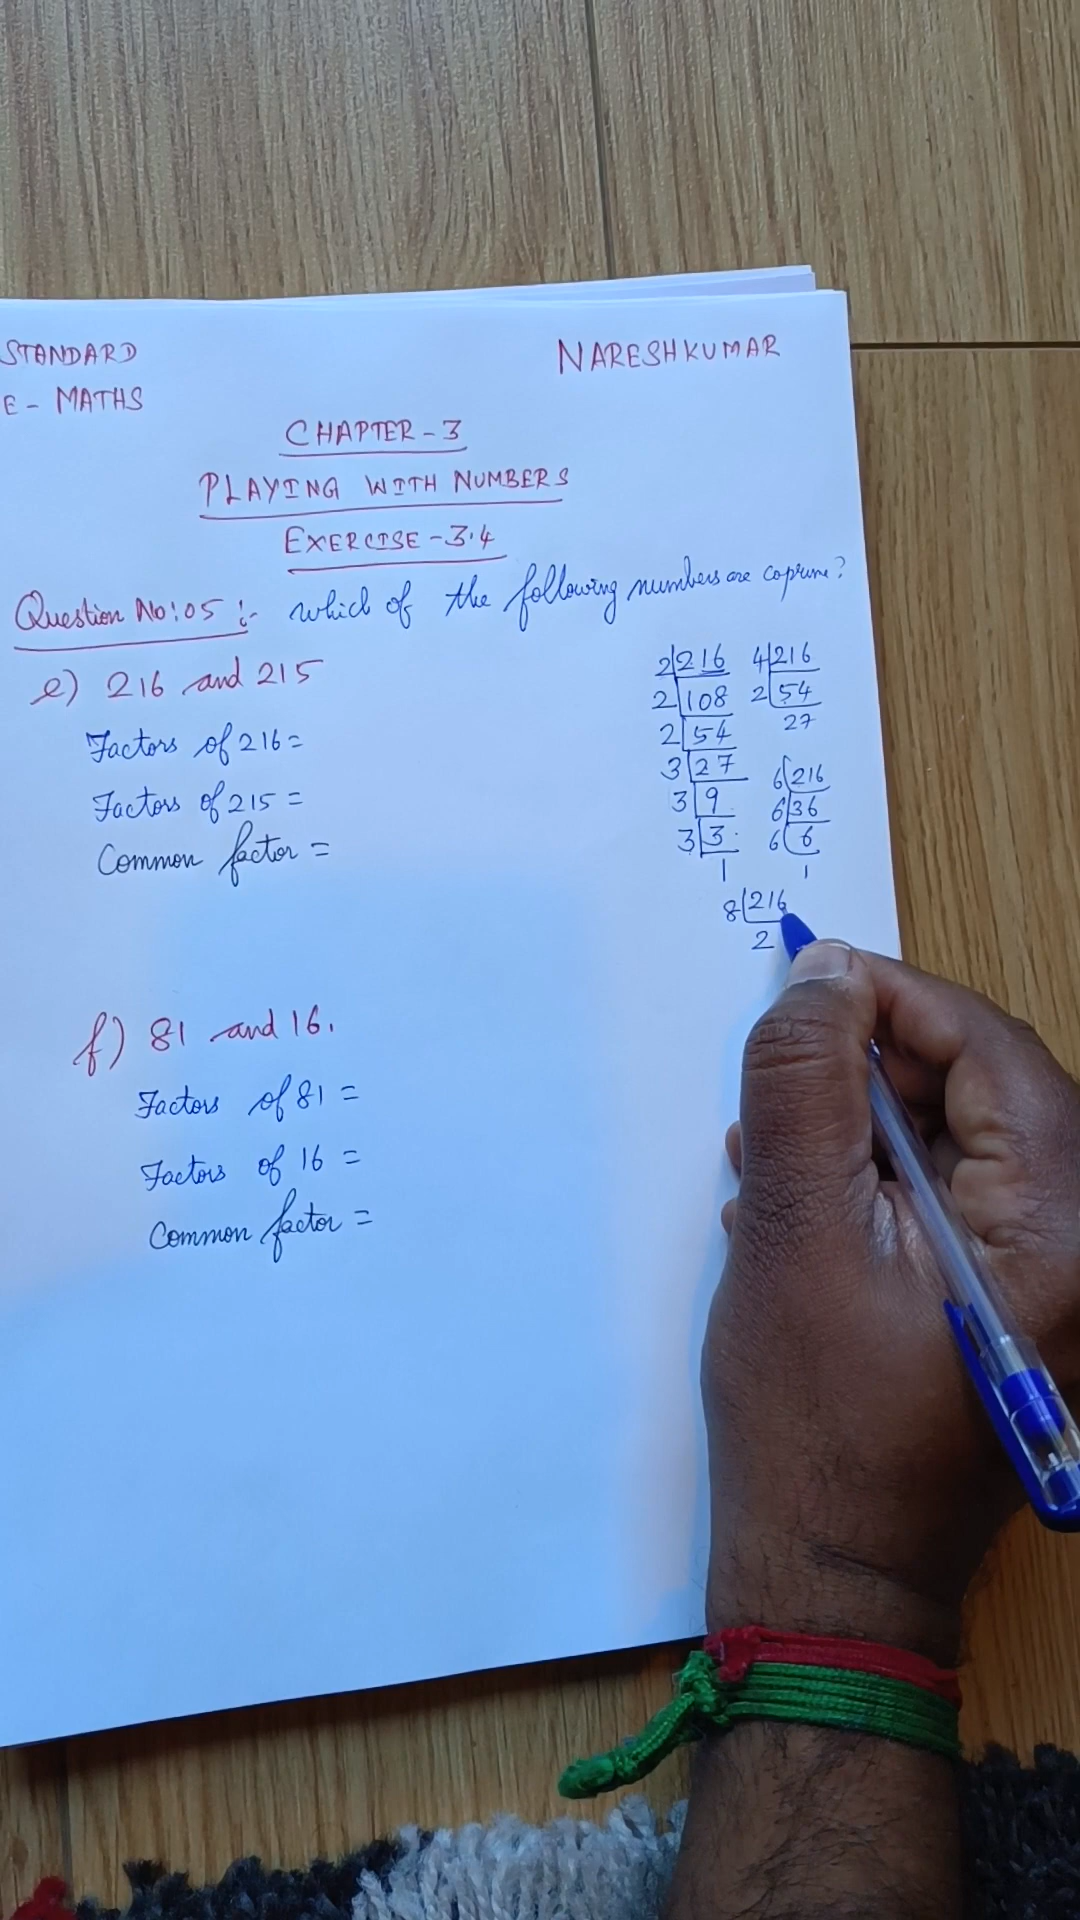 STANDARD
NARESHKUMAR
E - MATHS
CHAPTER - 3
PLAYING WITH NUMBERS
EXERCISE - 3.4
Question No: 05 :- which of the following numbers are coprime?
e) 216 and 215
Factors of 216 =
Factors of 215 =
Common factor =
2 216
2 108
2 54
3 27
3 9
3 3
1
4 216
2 54
27
6 216
6 36
6 6
1
8 216
2
f) 81 and 16.
Factors of 81 =
Factors of 16 =
Common factor =